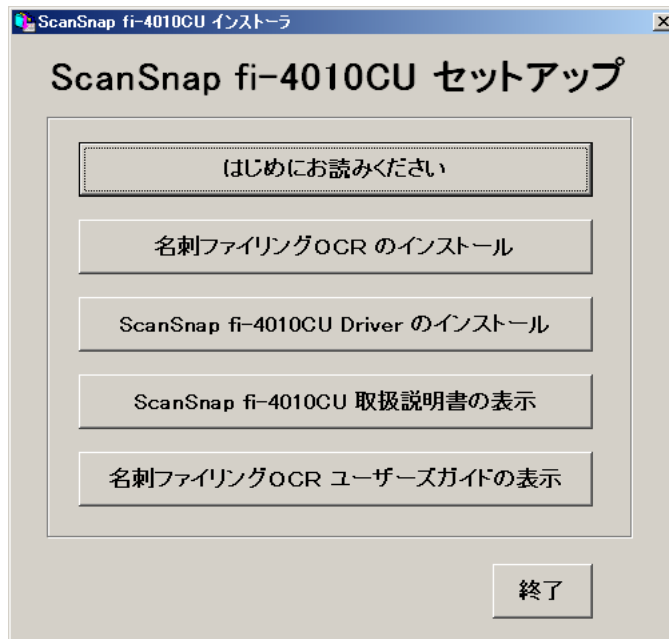 ScanSnap fi-4010CU インストーラ
ScanSnap fi-4010CU セットアップ
はじめにお読みください
名刺ファイリングOCR のインストール
ScanSnap fi-4010CU Driver のインストール
ScanSnap fi-4010CU 取扱説明書の表示
名刺ファイリングOCR ユーザーズガイドの表示
終了